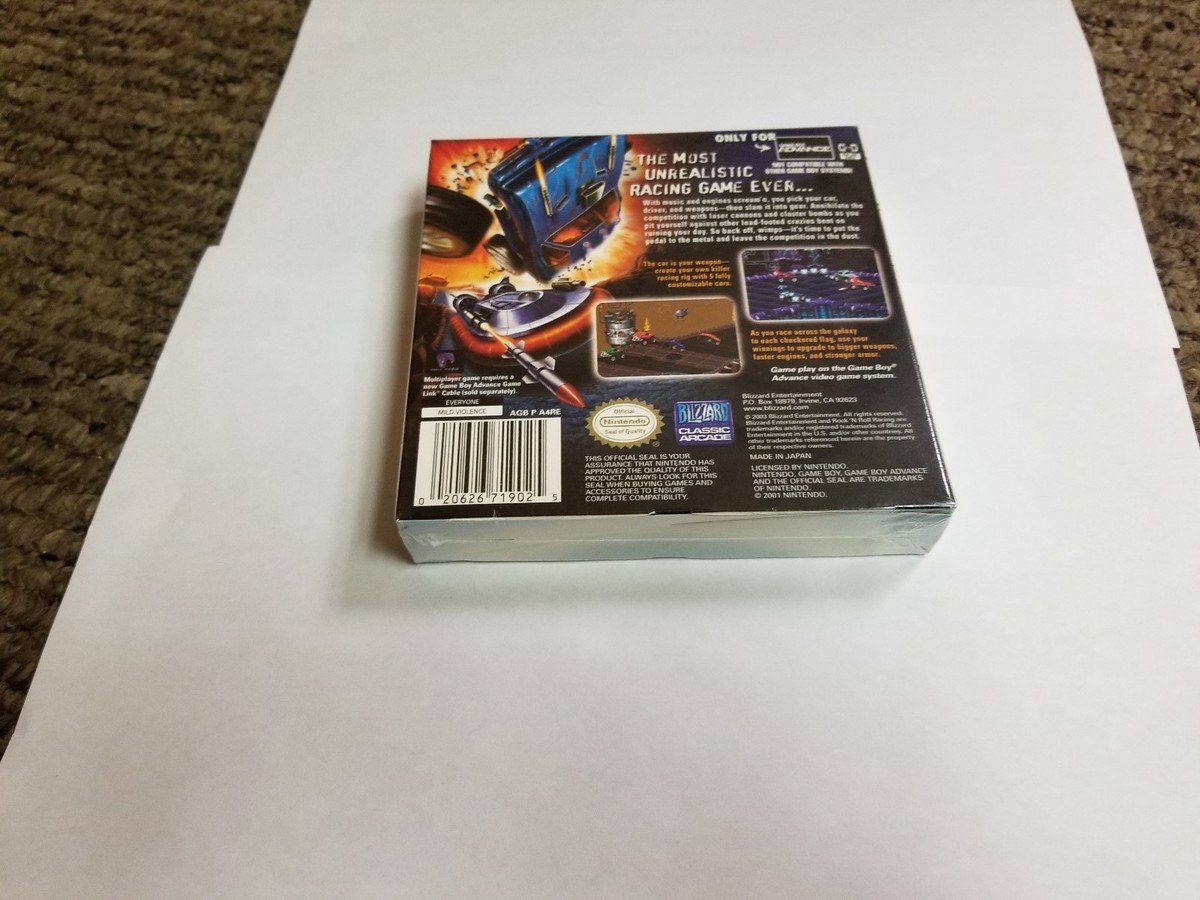 ONLY FOR
GAME BOY
ADVANCE
NOT COMPATIBLE WITH
OTHER GAME BOY SYSTEMS!
THE MOST
UNREALISTIC
RACING GAME EVER...
With music and engines scream'n, you pick your car,
driver, and weapons—then slam it into gear. Annihilate the
competition with laser cannons and cluster bombs as you
pit yourself against other lead-footed crazies bent on
ruining your day. So back off, wimps—it's time to put the
pedal to the metal and leave the competition in the dust.
The car is your weapon—
create your own killer
racing rig with 5 fully
customizable cars.
As you race across the galaxy
to each checkered flag, use your
winnings to upgrade to bigger weapons,
faster engines, and stronger armor.
Game play on the Game Boy®
Advance video game system.
Multiplayer game requires a
new Game Boy Advance Game
Link® Cable (sold separately).
EVERYONE
MILD VIOLENCE
AGB P A4RE
0 20626 71902 5
Official
Nintendo
Seal of Quality
BLIZZARD
CLASSIC
ARCADE
THIS OFFICIAL SEAL IS YOUR
ASSURANCE THAT NINTENDO HAS
APPROVED THE QUALITY OF THIS
PRODUCT. ALWAYS LOOK FOR THIS
SEAL WHEN BUYING GAMES AND
ACCESSORIES TO ENSURE
COMPLETE COMPATIBILITY.
Blizzard Entertainment
P.O. Box 18979, Irvine, CA 92623
www.blizzard.com
© 2003 Blizzard Entertainment. All rights reserved.
Blizzard Entertainment and Rock 'N Roll Racing are
trademarks and/or registered trademarks of Blizzard
Entertainment in the U.S. and/or other countries. All
other trademarks referenced herein are the property
of their respective owners.
MADE IN JAPAN
LICENSED BY NINTENDO.
NINTENDO, GAME BOY, GAME BOY ADVANCE
AND THE OFFICIAL SEAL ARE TRADEMARKS
OF NINTENDO.
© 2001 NINTENDO.